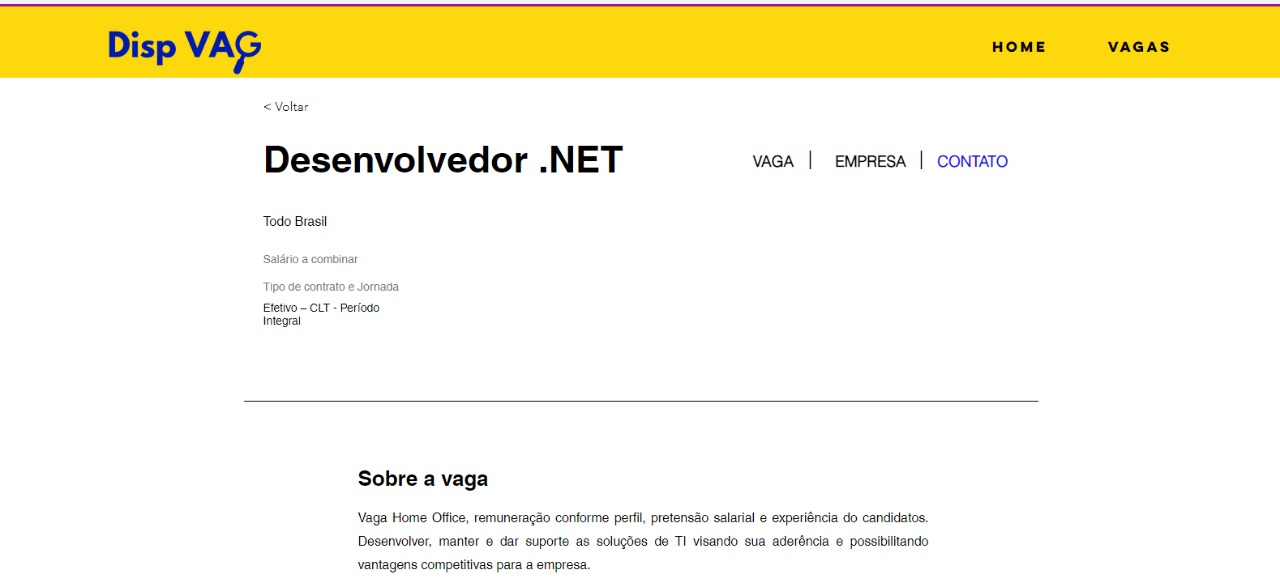 Disp VAG
HOME
VAGAS
< Voltar
Desenvolvedor .NET
VAGA | EMPRESA | CONTATO
Todo Brasil
Salário a combinar
Tipo de contrato e Jornada
Efetivo – CLT - Período
Integral
Sobre a vaga
Vaga Home Office, remuneração conforme perfil, pretensão salarial e experiência do candidatos.
Desenvolver, manter e dar suporte as soluções de TI visando sua aderência e possibilitando
vantagens competitivas para a empresa.